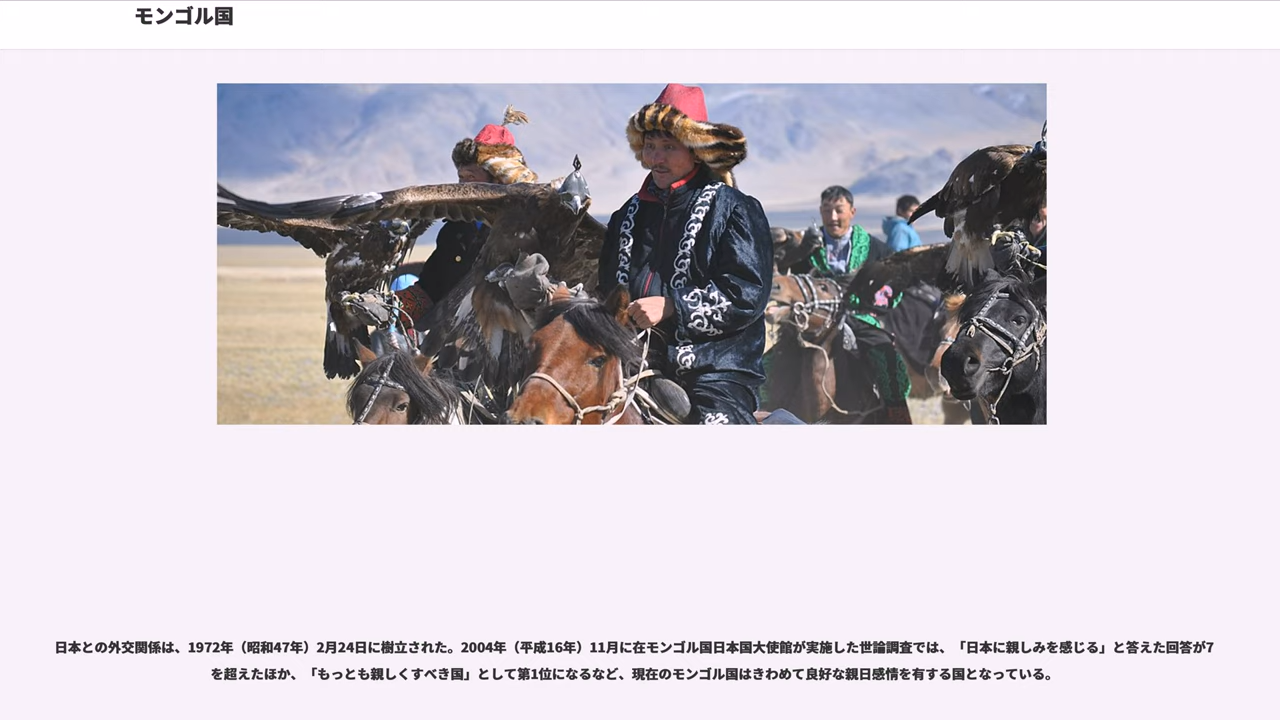 モンゴル国
日本との外交関係は、1972年（昭和47年）2月24日に樹立された。2004年（平成16年）11月に在モンゴル国日本国大使館が実施した世論調査では、「日本に親しみを感じる」と答えた回答が7
を超えたほか、「もっとも親しくすべき国」として第1位になるなど、現在のモンゴル国はきわめて良好な親日感情を有する国となっている。